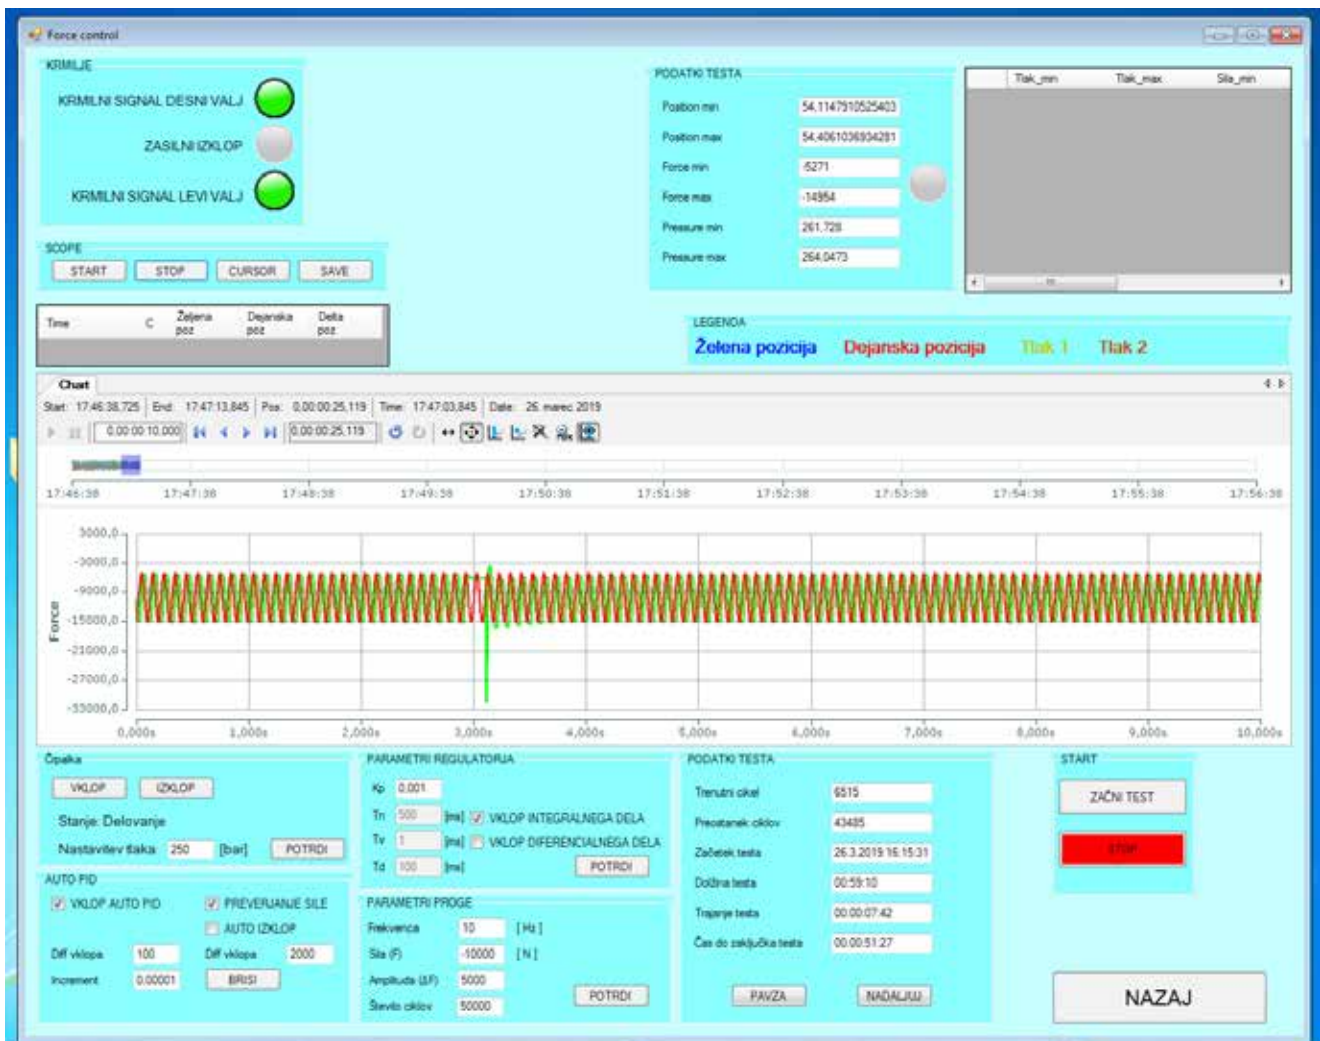 Force control
KRMILJE
KRMILNI SIGNAL DESNI VALJ
ZASILNI IZKLOP
KRMILNI SIGNAL LEVI VALJ
SCOPE
START STOP CURSOR SAVE
PODATKI TESTA
Position min 54,1147910525403
Position max 54,4061036934281
Force min -5271
Force max -14954
Pressure min 261,728
Pressure max 264,0473
Tlak_min Tlak_max Sila_min
Time C Željena poz Dejanska poz Delta poz
LEGENDA
Želena pozicija Dejanska pozicija Tlak 1 Tlak 2
Chart
Start: 17:46:38,725 End: 17:47:13,845 Pos: 0.00:00:25,119 Time: 17:47:03,845 Date: 26. marec 2019
0.00:00:10.000 0.00:00:25.119
17:46:38 17:47:38 17:48:38 17:49:38 17:50:38 17:51:38 17:52:38 17:53:38 17:54:38 17:55:38 17:56:38
Force
3000,0
-3000,0
-9000,0
-15000,0
-21000,0
-27000,0
-33000,0
0,000s 1,000s 2,000s 3,000s 4,000s 5,000s 6,000s 7,000s 8,000s 9,000s 10,000s
Črpalka
VKLOP IZKLOP
Stanje: Delovanje
Nastavitev tlaka: 250 [bar] POTRDI
AUTO PID
VKLOP AUTO PID PREVERJANJE SILE
AUTO IZKLOP
Diff vklopa 100 Diff vklopa 2000
Increment 0.00001 BRISI
PARAMETRI REGULATORJA
Kp 0,001
Tn 500 [ms] VKLOP INTEGRALNEGA DELA
Tv 1 [ms] VKLOP DIFERENCIALNEGA DELA
Td 100 [ms] POTRDI
PARAMETRI PROGE
Frekvenca 10 [ Hz ]
Sila (F) -10000 [ N ]
Amplituda (ΔF) 5000
Število ciklov 50000 POTRDI
PODATKI TESTA
Trenutni cikel 6515
Preostanek ciklov 43485
Začetek testa 26.3.2019 16:15:31
Dolžina testa 00:59:10
Trajanje testa 00:00:07:42
Čas do zaključka testa 00:00:51:27
PAVZA NADALJUJ
START
ZAČNI TEST
STOP
NAZAJ